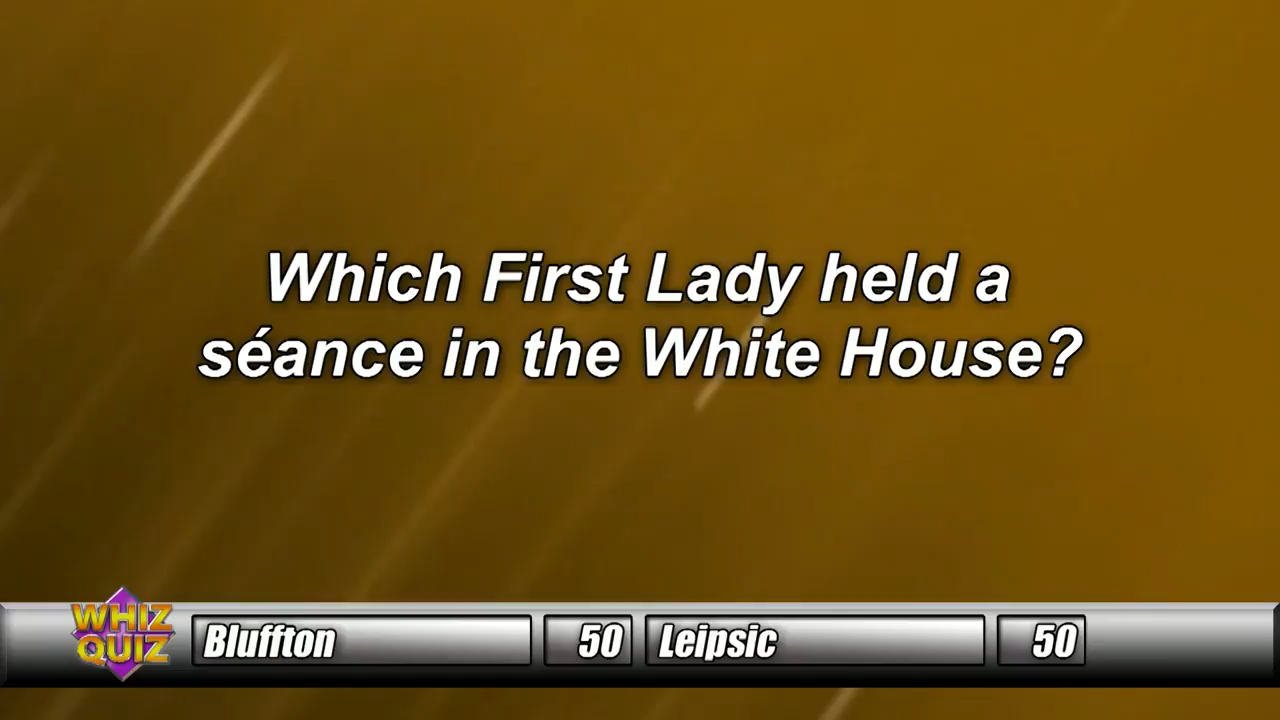 Which First Lady held a
séance in the White House?
WHIZ
QUIZ
Bluffton 50 Leipsic 50